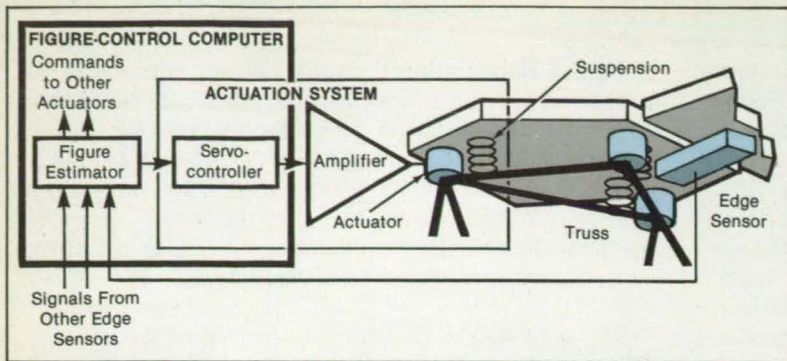 FIGURE-CONTROL COMPUTER
Commands
to Other
Actuators
ACTUATION SYSTEM
Suspension
Figure
Estimator
Servo-
controller
Amplifier
Actuator
Truss
Edge
Sensor
Signals From
Other Edge
Sensors